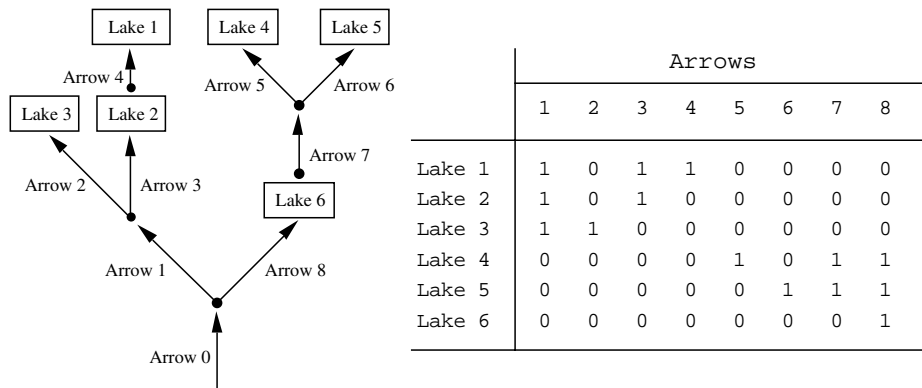 Lake 1
Lake 4
Lake 5
Arrow 4
Arrow 5
Arrow 6
Lake 3
Lake 2
Arrow 7
Arrow 2
Arrow 3
Lake 6
Arrow 1
Arrow 8
Arrow 0
Arrows
1 2 3 4 5 6 7 8
Lake 1 1 0 1 1 0 0 0 0
Lake 2 1 0 1 0 0 0 0 0
Lake 3 1 1 0 0 0 0 0 0
Lake 4 0 0 0 0 1 0 1 1
Lake 5 0 0 0 0 0 1 1 1
Lake 6 0 0 0 0 0 0 0 1